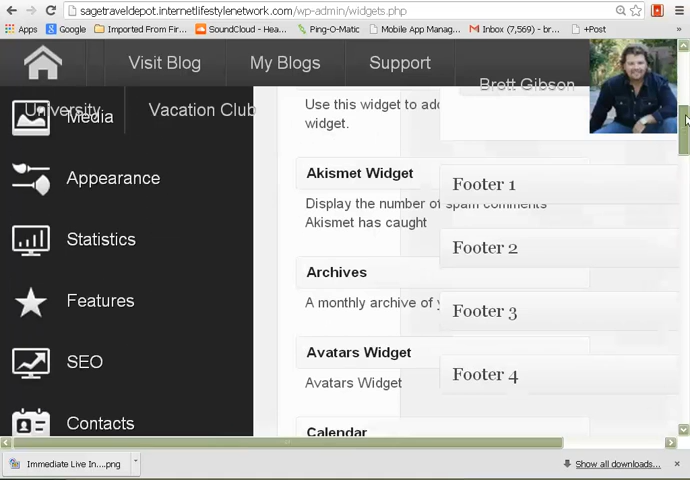 sagetraveldepot.internetlifestylenetwork.com/wp-admin/widgets.php
Apps Google Imported From Fir... SoundCloud - Hea... Ping-O-Matic Mobile App Manag... Inbox (7,569) - br... +Post »
Visit Blog My Blogs Support Brett Gibson
University Vacation Club
Media
Appearance
Statistics
Features
SEO
Contacts
Use this widget to add
widget.
Akismet Widget
Display the number of spam comments
Akismet has caught
Archives
A monthly archive of y
Avatars Widget
Avatars Widget
Calendar
Footer 1
Footer 2
Footer 3
Footer 4
Immediate Live In....png
Show all downloads...